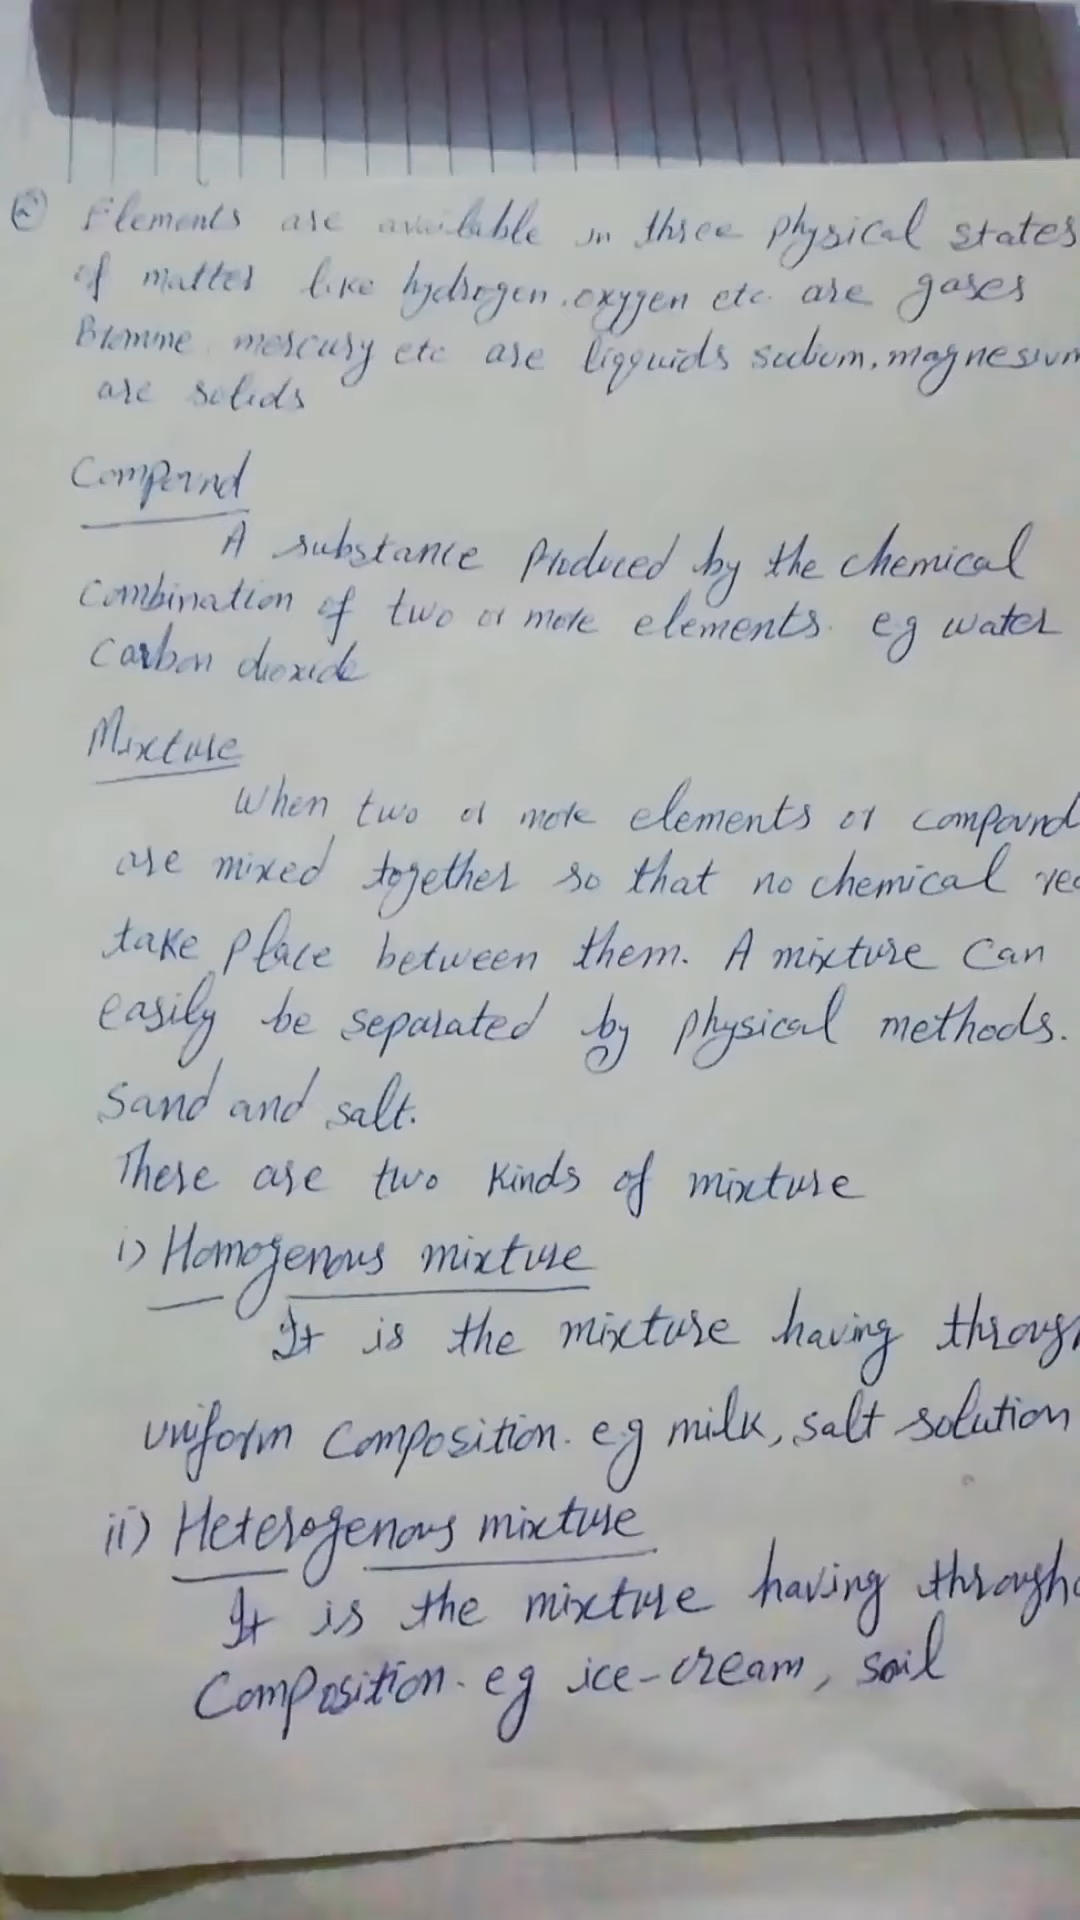 ② Elements are available in three physical states
of matter like hydrogen, oxygen etc. are gases
Bromine, mercury etc are liqquids sodium, magnesium
are solids
Compound
A substance Produced by the chemical
combination of two or more elements. eg water
Carbon dioxide
Mixture
When two or more elements or compound
are mixed together so that no chemical rea
take place between them. A mixture can
easily be separated by physical methods.
Sand and salt.
There are two kinds of mixture
i) Homogenous mixture
It is the mixture having through
uniform composition. e.g milk, salt solution
ii) Heterogenous mixture
It is the mixture having througho
Composition. eg ice-cream, soil